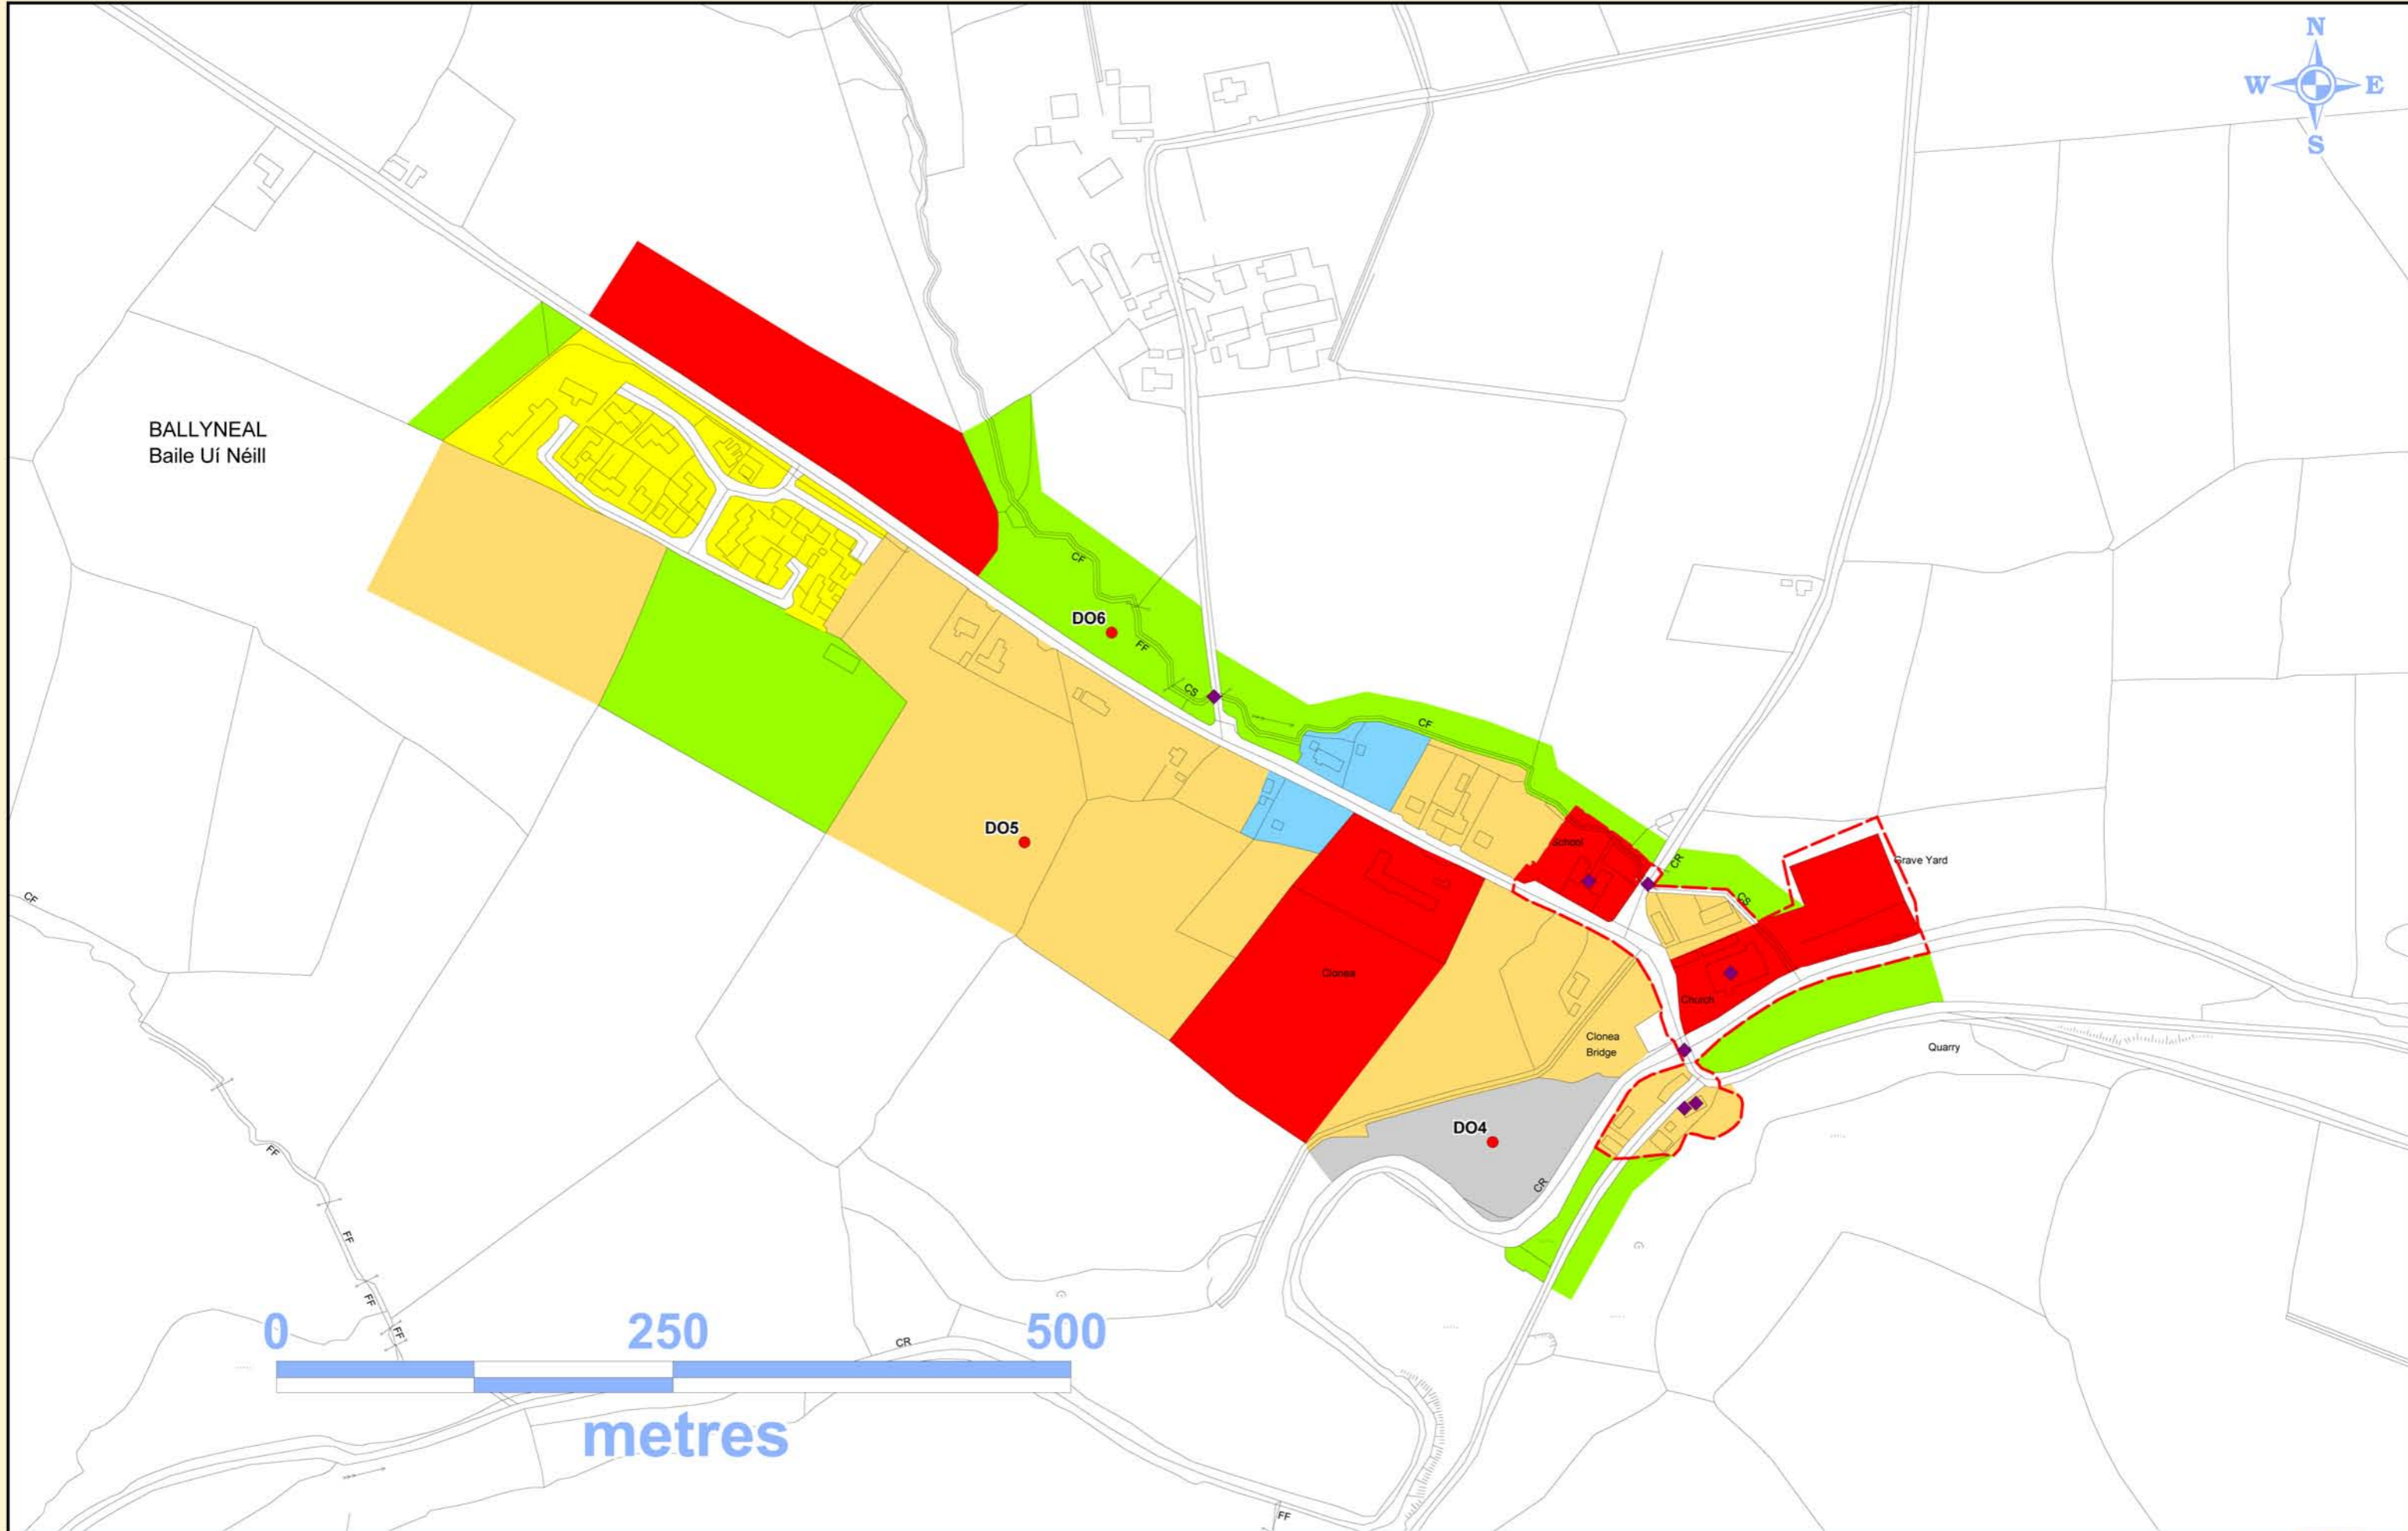 N
W E
S
BALLYNEAL
Baile Uí Néill
CF
DO6
FF
CS
CF
DO5
School
CR
Grave Yard
CS
CF
Clonea
Church
Clonea
Bridge
Quarry
DO4
CR
FF
FF
FF
FF
CR
0 250 500
metres
FF